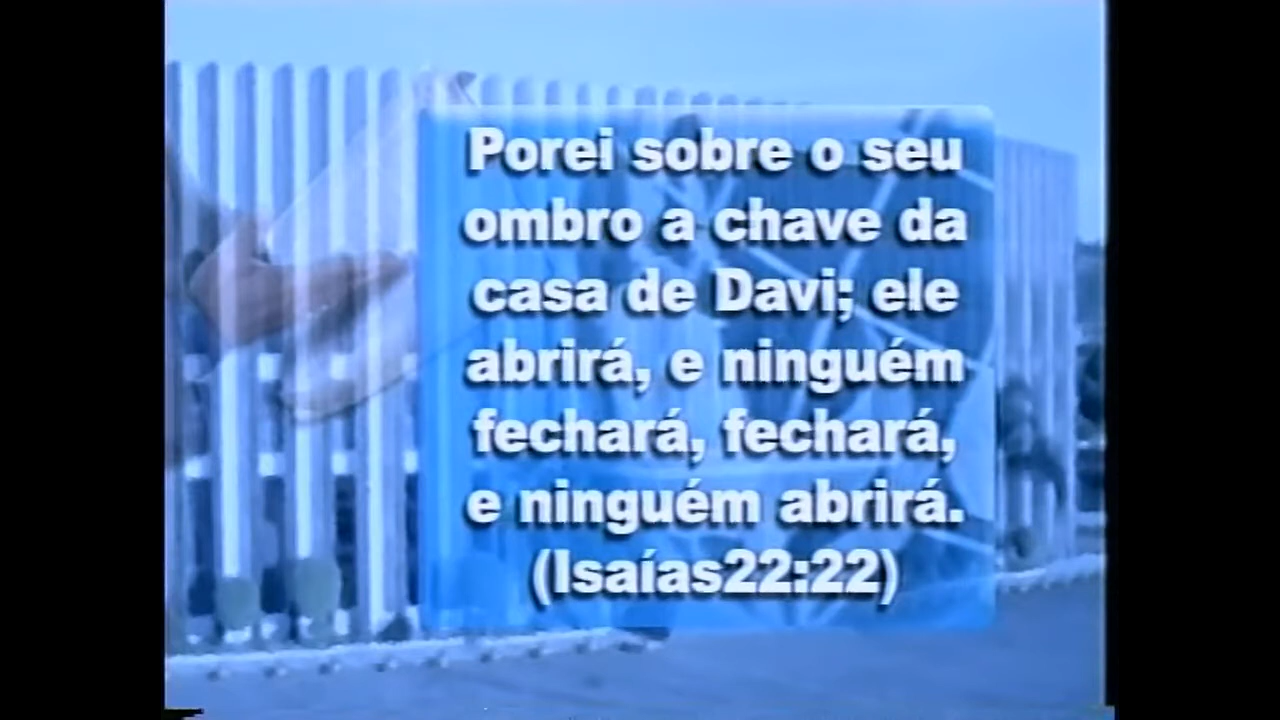 Porei sobre o seu
ombro a chave da
casa de Davi; ele
abrirá, e ninguém
fechará, fechará,
e ninguém abrirá.
(Isaías22:22)